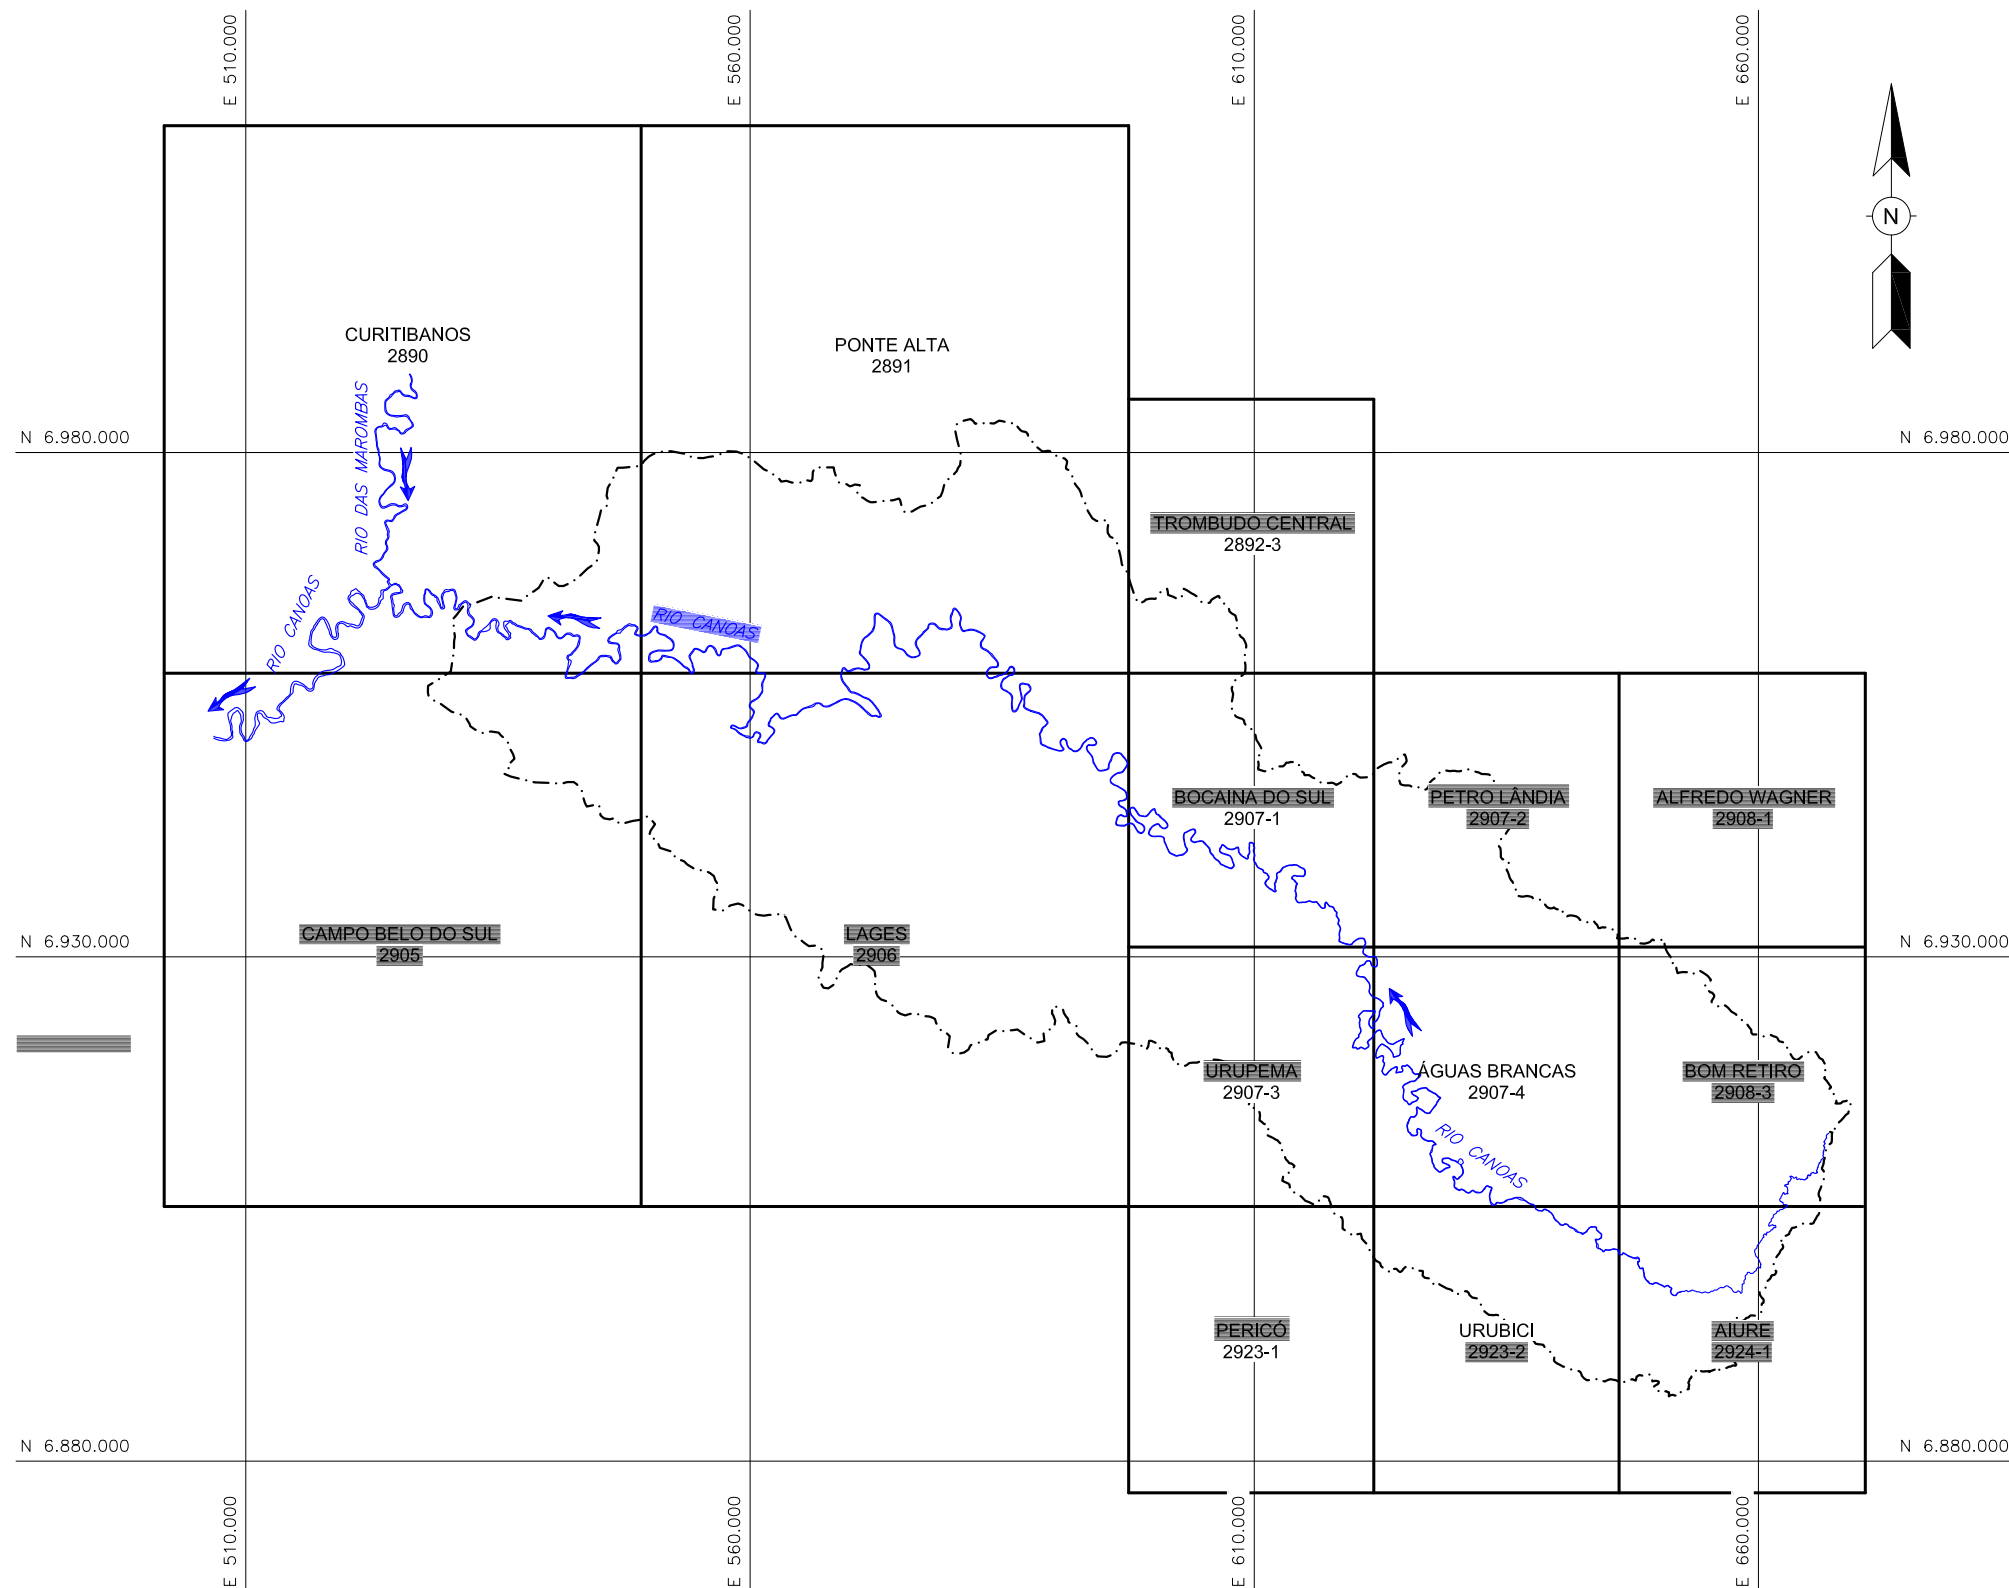 E 510.000
E 560.000
E 610.000
E 660.000
N
CURITIBANOS
2890
PONTE ALTA
2891
RIO DAS MAROMBAS
N 6.980.000
N 6.980.000
TROMBUDO CENTRAL
2892-3
RIO CANOAS
RIO CANOAS
BOCAINA DO SUL
2907-1
PETRO LÂNDIA
2907-2
ALFREDO WAGNER
2908-1
CAMPO BELO DO SUL
2905
LAGES
2906
N 6.930.000
N 6.930.000
URUPEMA
2907-3
ÁGUAS BRANCAS
2907-4
BOM RETIRO
2908-3
RIO CANOAS
PERICÓ
2923-1
URUBICI
2923-2
AIURE
2924-1
N 6.880.000
N 6.880.000
E 510.000
E 560.000
E 610.000
E 660.000